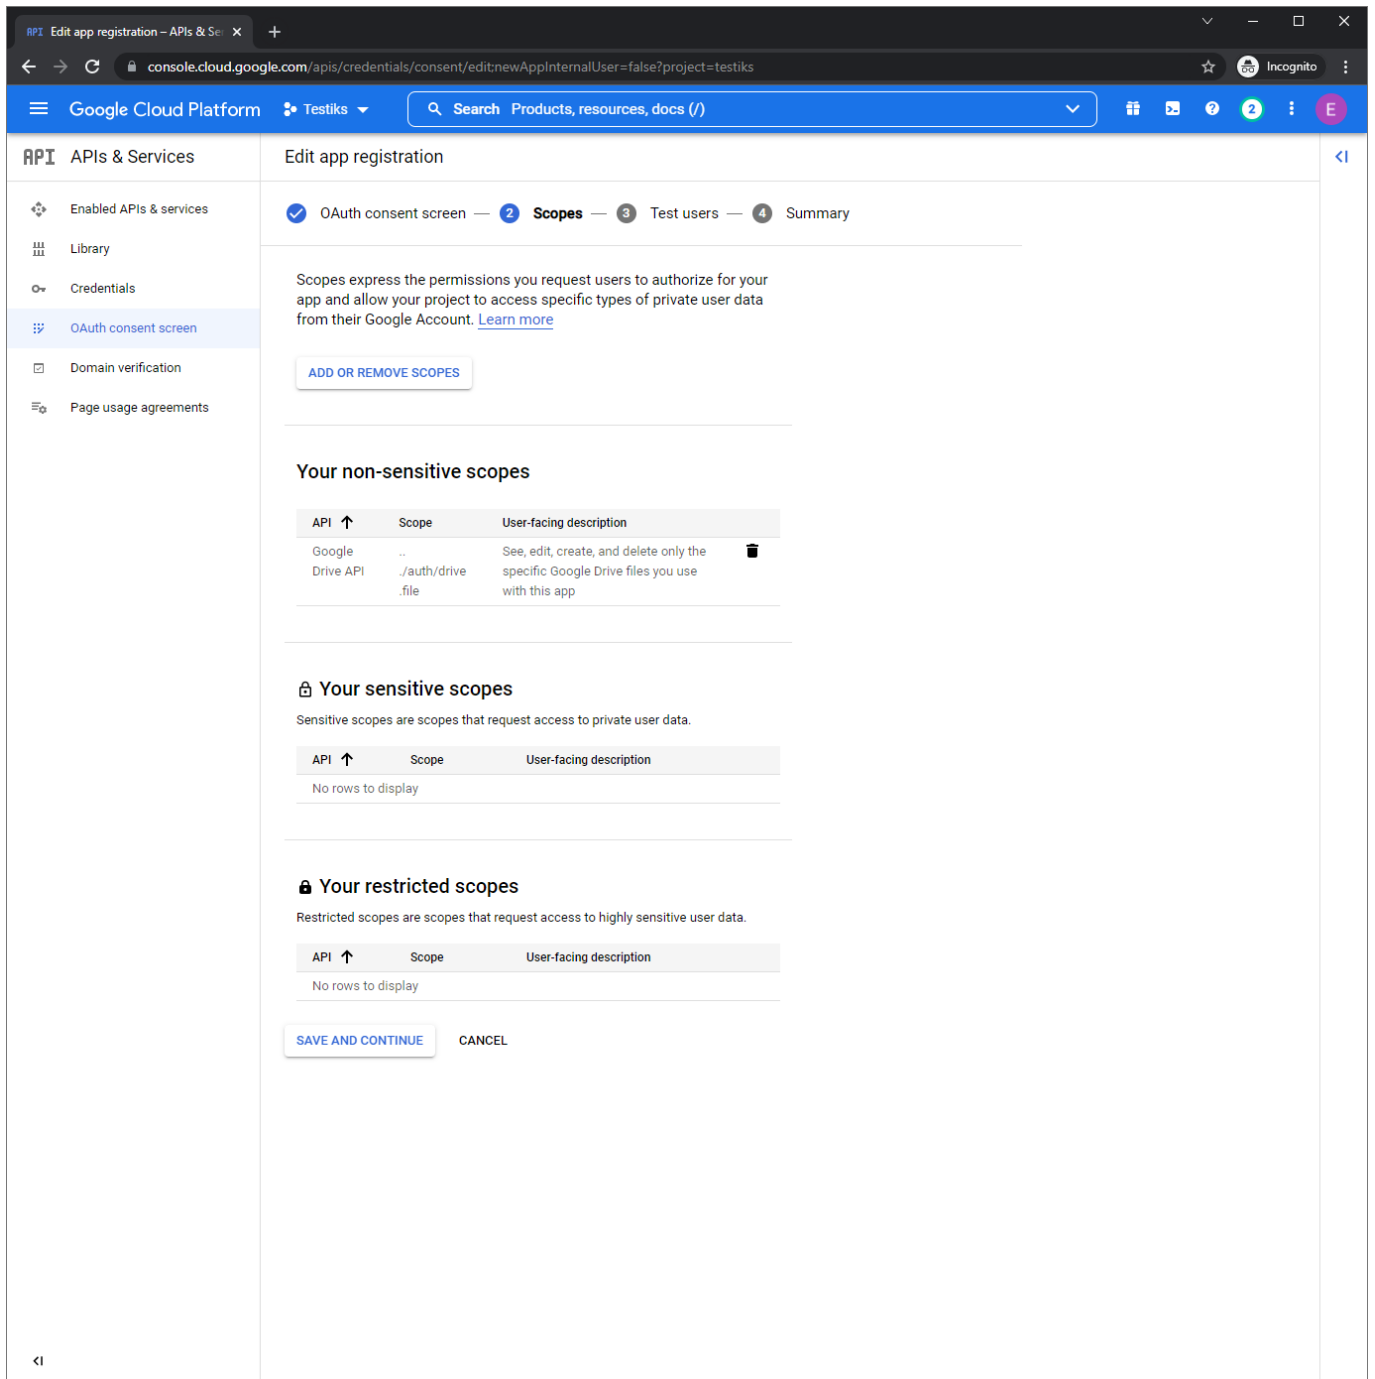 API Edit app registration – APIs & Se
console.cloud.google.com/apis/credentials/consent/edit;newAppInternalUser=false?project=testiks
Incognito
Google Cloud Platform
Testiks
Search Products, resources, docs (/)
2
E
API APIs & Services
Edit app registration
Enabled APIs & services
Library
Credentials
OAuth consent screen
Domain verification
Page usage agreements
OAuth consent screen — 2 Scopes — 3 Test users — 4 Summary
Scopes express the permissions you request users to authorize for your
app and allow your project to access specific types of private user data
from their Google Account. Learn more
ADD OR REMOVE SCOPES
Your non-sensitive scopes
API Scope User-facing description
Google .. See, edit, create, and delete only the
Drive API ./auth/drive specific Google Drive files you use
.file with this app
Your sensitive scopes
Sensitive scopes are scopes that request access to private user data.
API Scope User-facing description
No rows to display
Your restricted scopes
Restricted scopes are scopes that request access to highly sensitive user data.
API Scope User-facing description
No rows to display
SAVE AND CONTINUE CANCEL